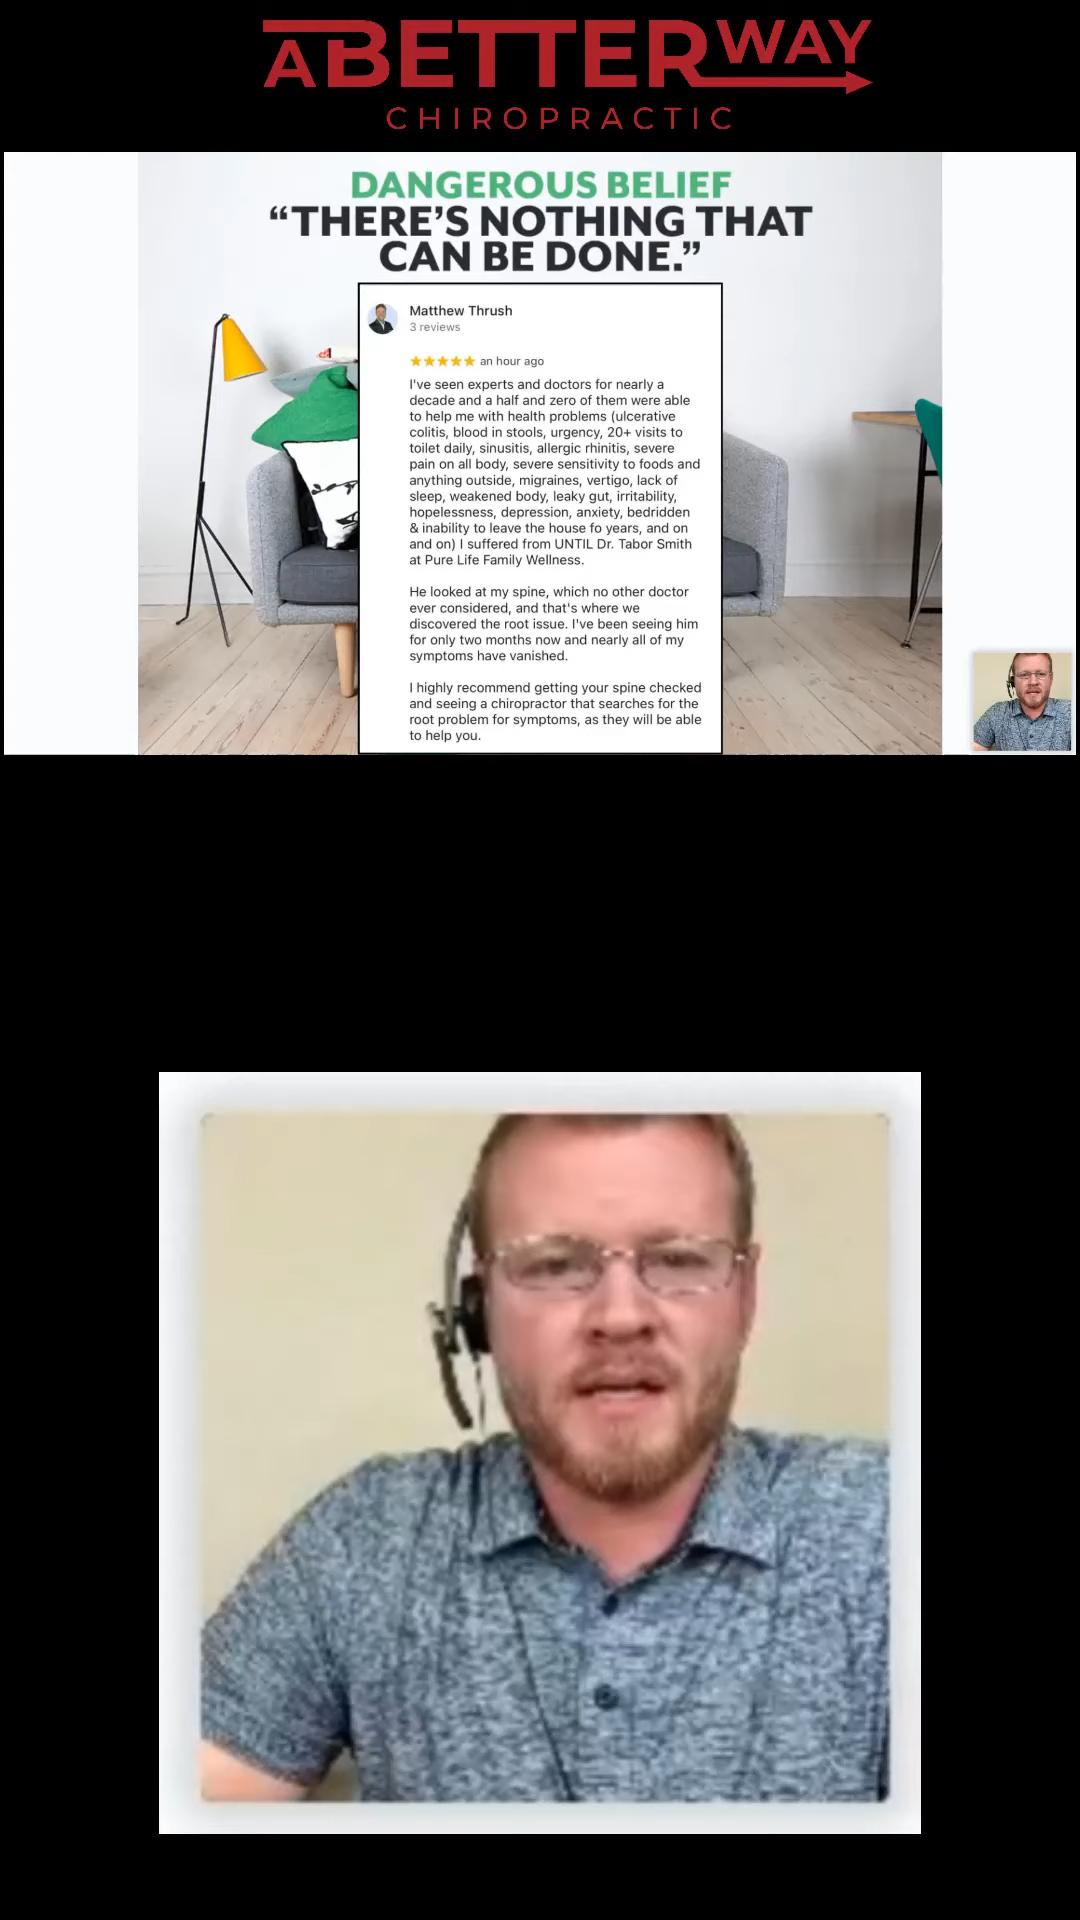 A BETTER WAY
CHIROPRACTIC
DANGEROUS BELIEF
“THERE’S NOTHING THAT
CAN BE DONE.”
Matthew Thrush
3 reviews
an hour ago
I've seen experts and doctors for nearly a
decade and a half and zero of them were able
to help me with health problems (ulcerative
colitis, blood in stools, urgency, 20+ visits to
toilet daily, sinusitis, allergic rhinitis, severe
pain on all body, severe sensitivity to foods and
anything outside, migraines, vertigo, lack of
sleep, weakened body, leaky gut, irritability,
hopelessness, depression, anxiety, bedridden
& inability to leave the house fo years, and on
and on) I suffered from UNTIL Dr. Tabor Smith
at Pure Life Family Wellness.
He looked at my spine, which no other doctor
ever considered, and that's where we
discovered the root issue. I've been seeing him
for only two months now and nearly all of my
symptoms have vanished.
I highly recommend getting your spine checked
and seeing a chiropractor that searches for the
root problem for symptoms, as they will be able
to help you.